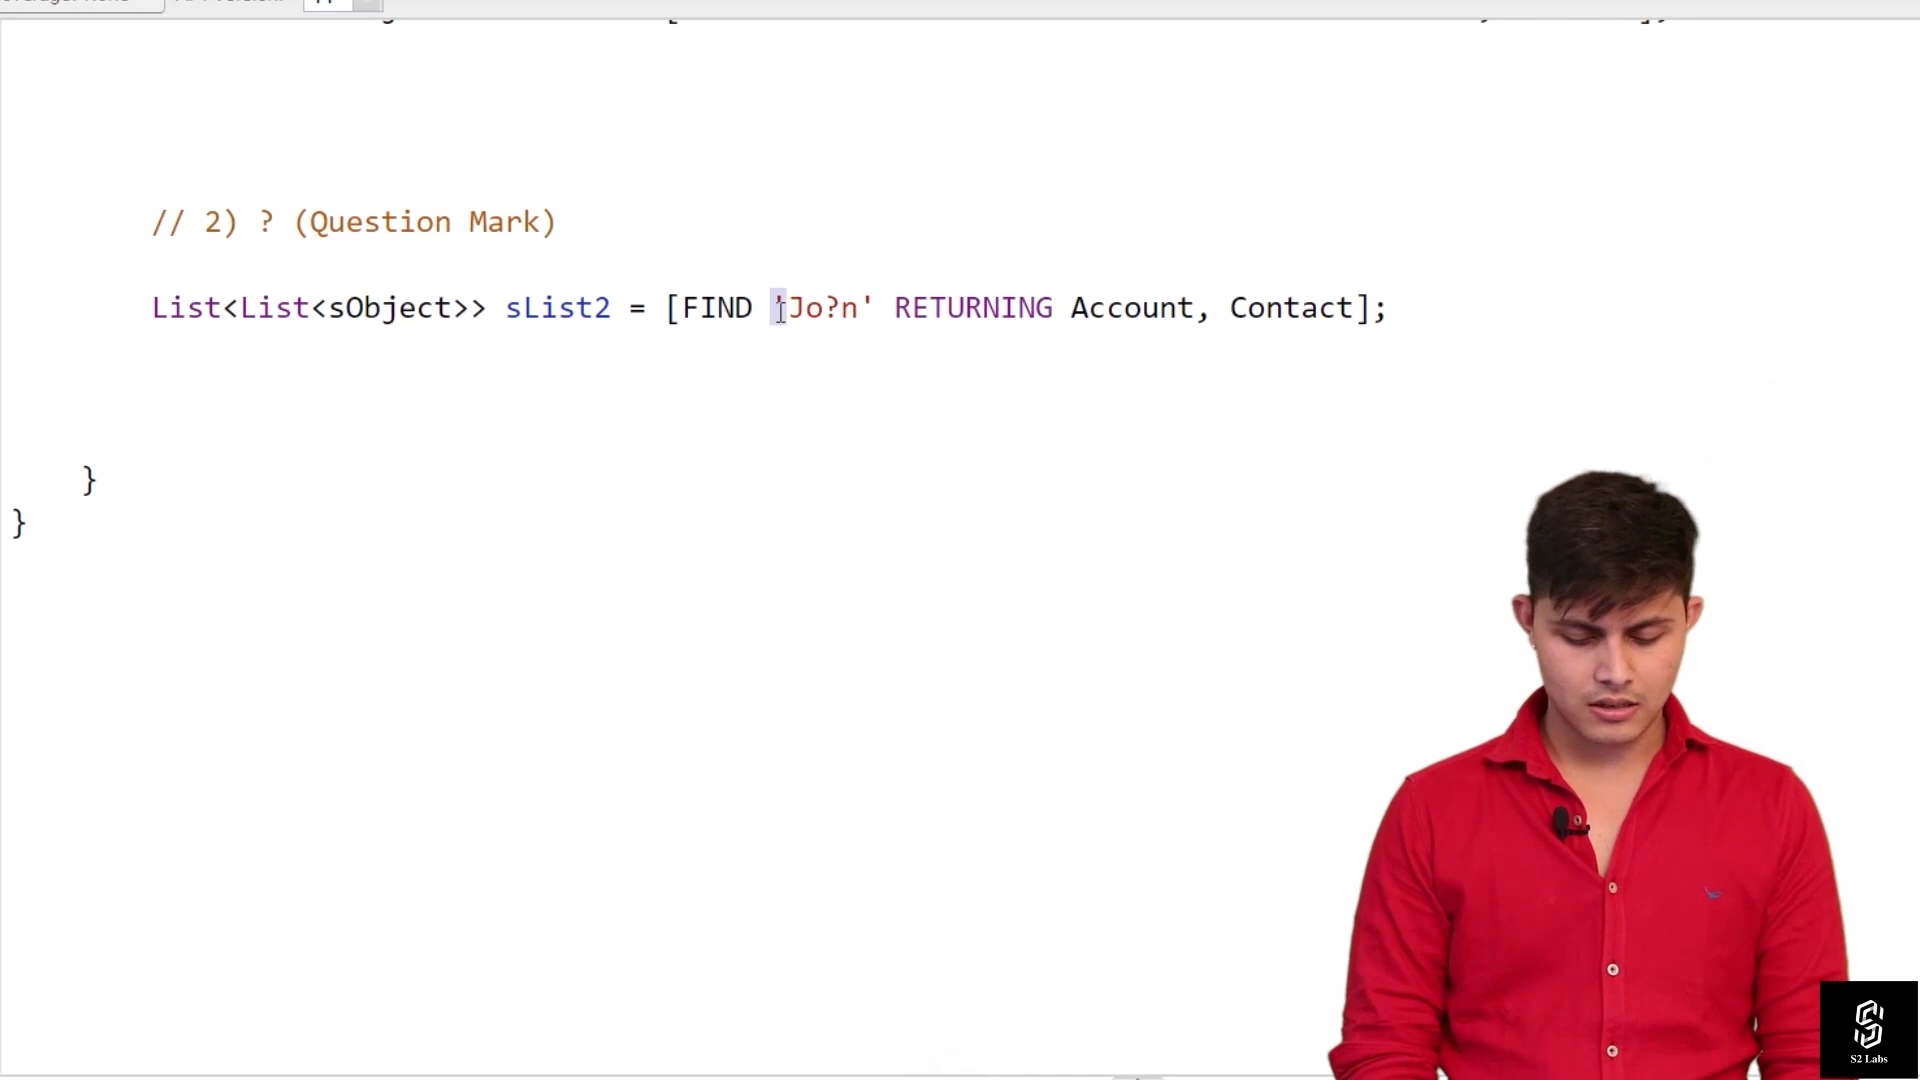 // 2) ? (Question Mark)
List<List<sObject>> sList2 = [FIND 'Jo?n' RETURNING Account, Contact];
}
}
S2 Labs